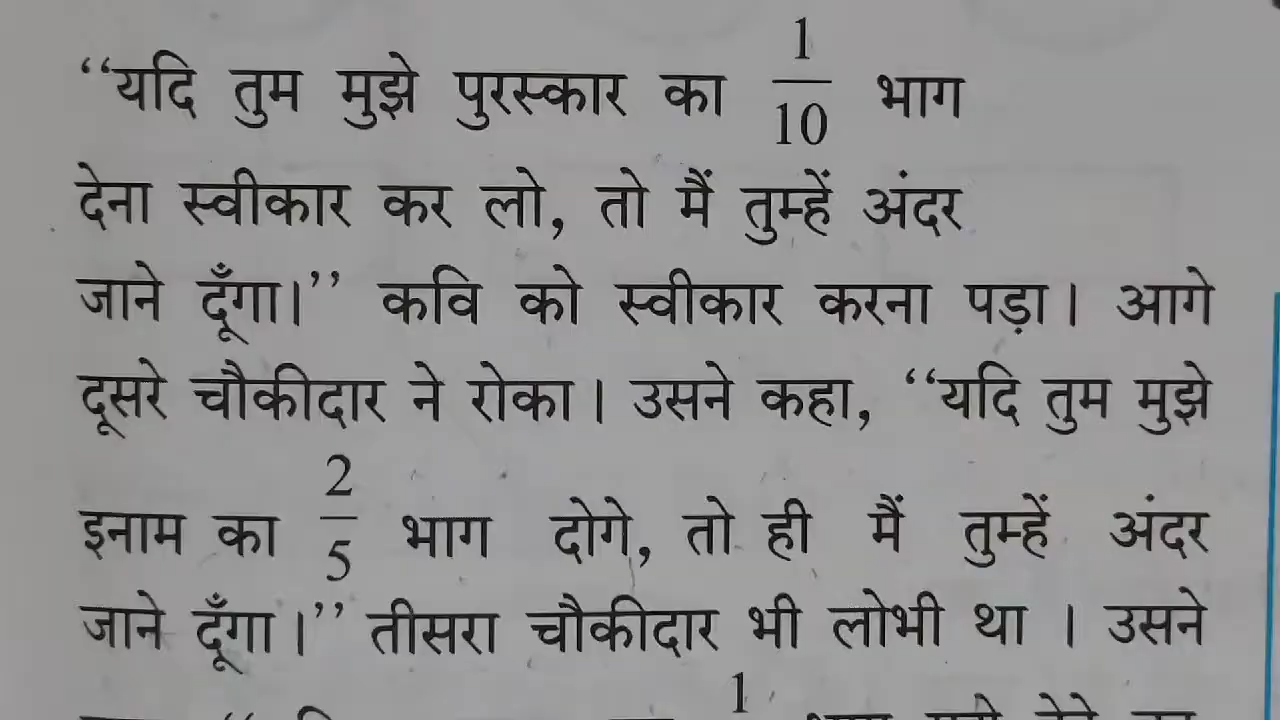 “यदि तुम मुझे पुरस्कार का 1/10 भाग
देना स्वीकार कर लो, तो मैं तुम्हें अंदर
जाने दूँगा।” कवि को स्वीकार करना पड़ा। आगे
दूसरे चौकीदार ने रोका। उसने कहा, “यदि तुम मुझे
इनाम का 2/5 भाग दोगे, तो ही मैं तुम्हें अंदर
जाने दूँगा।” तीसरा चौकीदार भी लोभी था। उसने